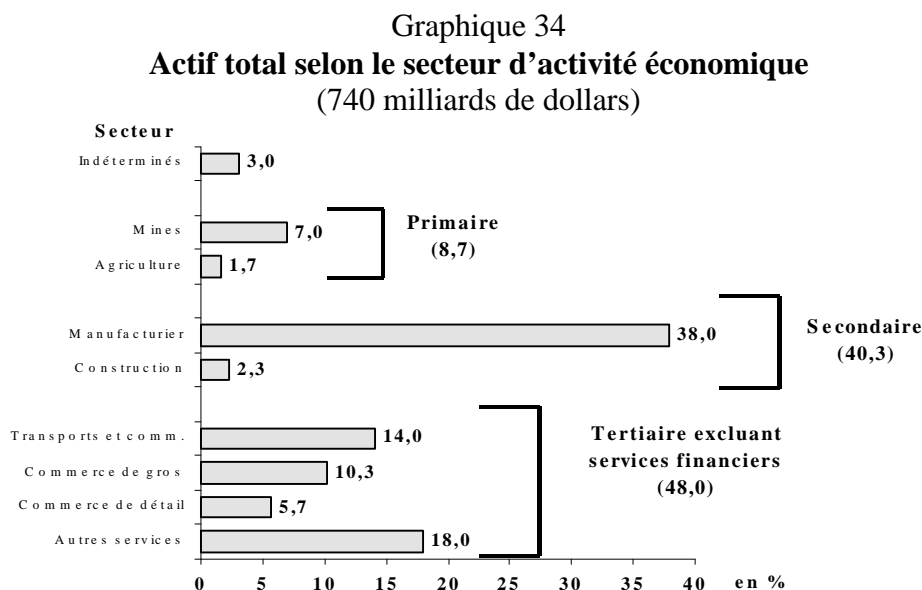 Graphique 34
Actif total selon le secteur d'activité économique
(740 milliards de dollars)
Secteur
Indéterminés
3,0
Mines
7,0
Agriculture
1,7
Primaire
(8,7)
Manufacturier
38,0
Construction
2,3
Secondaire
(40,3)
Transports et comm.
14,0
Commerce de gros
10,3
Commerce de détail
5,7
Autres services
18,0
Tertiaire excluant
services financiers
(48,0)
0 5 10 15 20 25 30 35 40 en %